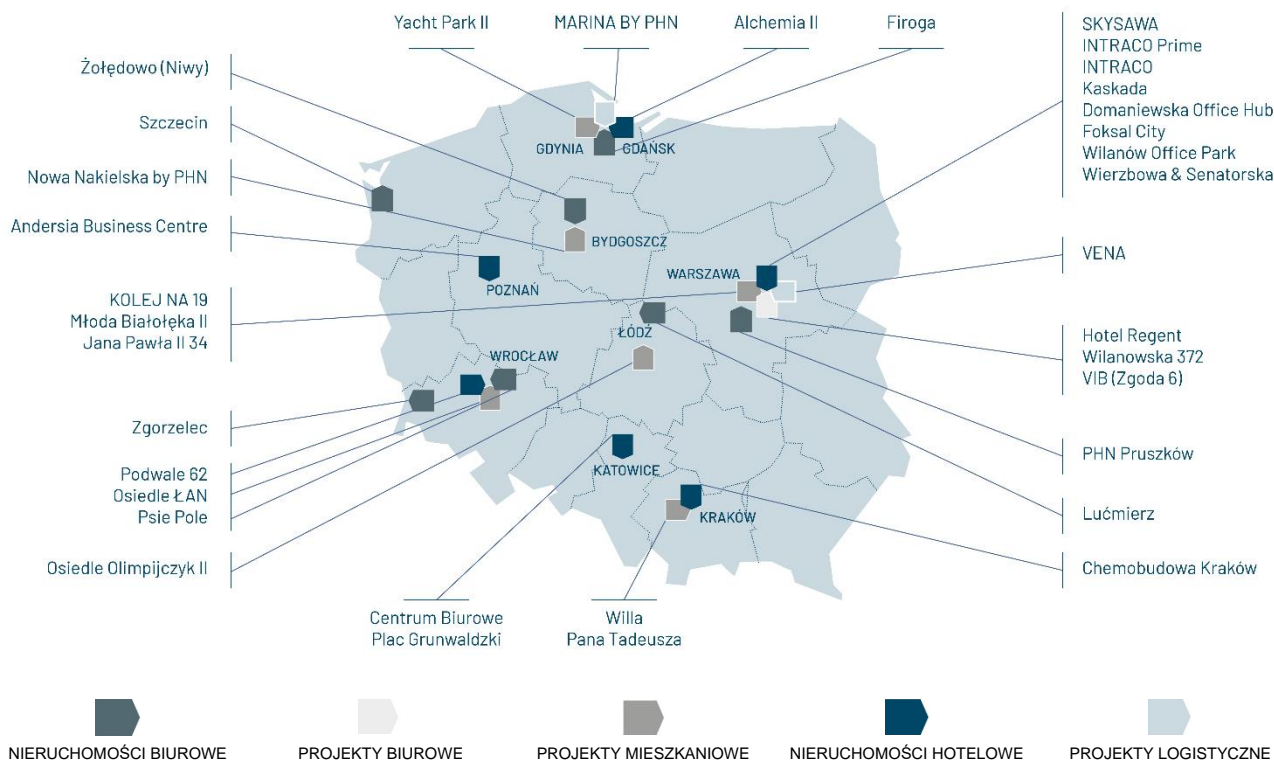 Yacht Park II
MARINA BY PHN
Alchemia II
Firoga
SKYSAWA
INTRACO Prime
INTRACO
Kaskada
Domaniewska Office Hub
Foksal City
Wilanów Office Park
Wierzbowa & Senatorska
Żołędowo (Niwy)
Szczecin
Nowa Nakielska by PHN
Andersia Business Centre
KOLEJ NA 19
Młoda Białołęka II
Jana Pawła II 34
Zgorzelec
Podwale 62
Osiedle ŁAN
Psie Pole
Osiedle Olimpijczyk II
GDYNIA
GDAŃSK
BYDGOSZCZ
POZNAŃ
WARSZAWA
ŁÓDŹ
WROCŁAW
KATOWICE
KRAKÓW
VENA
Hotel Regent
Wilanowska 372
VIB (Zgoda 6)
PHN Pruszków
Lućmierz
Chemobudowa Kraków
Centrum Biurowe
Plac Grunwaldzki
Willa
Pana Tadeusza
NIERUCHOMOŚCI BIUROWE
PROJEKTY BIUROWE
PROJEKTY MIESZKANIOWE
NIERUCHOMOŚCI HOTELOWE
PROJEKTY LOGISTYCZNE